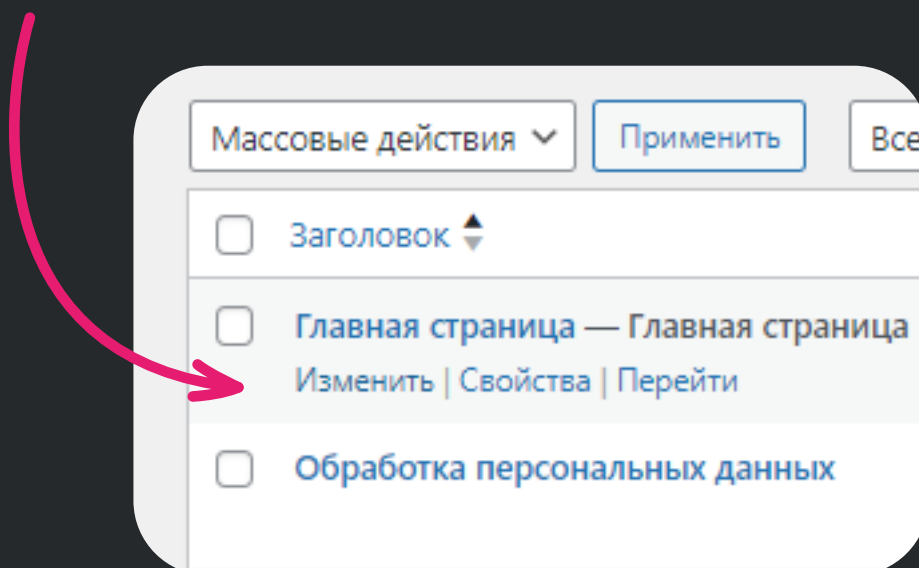 Массовые действия Применить Все
Заголовок
Главная страница — Главная страница
Изменить | Свойства | Перейти
Обработка персональных данных